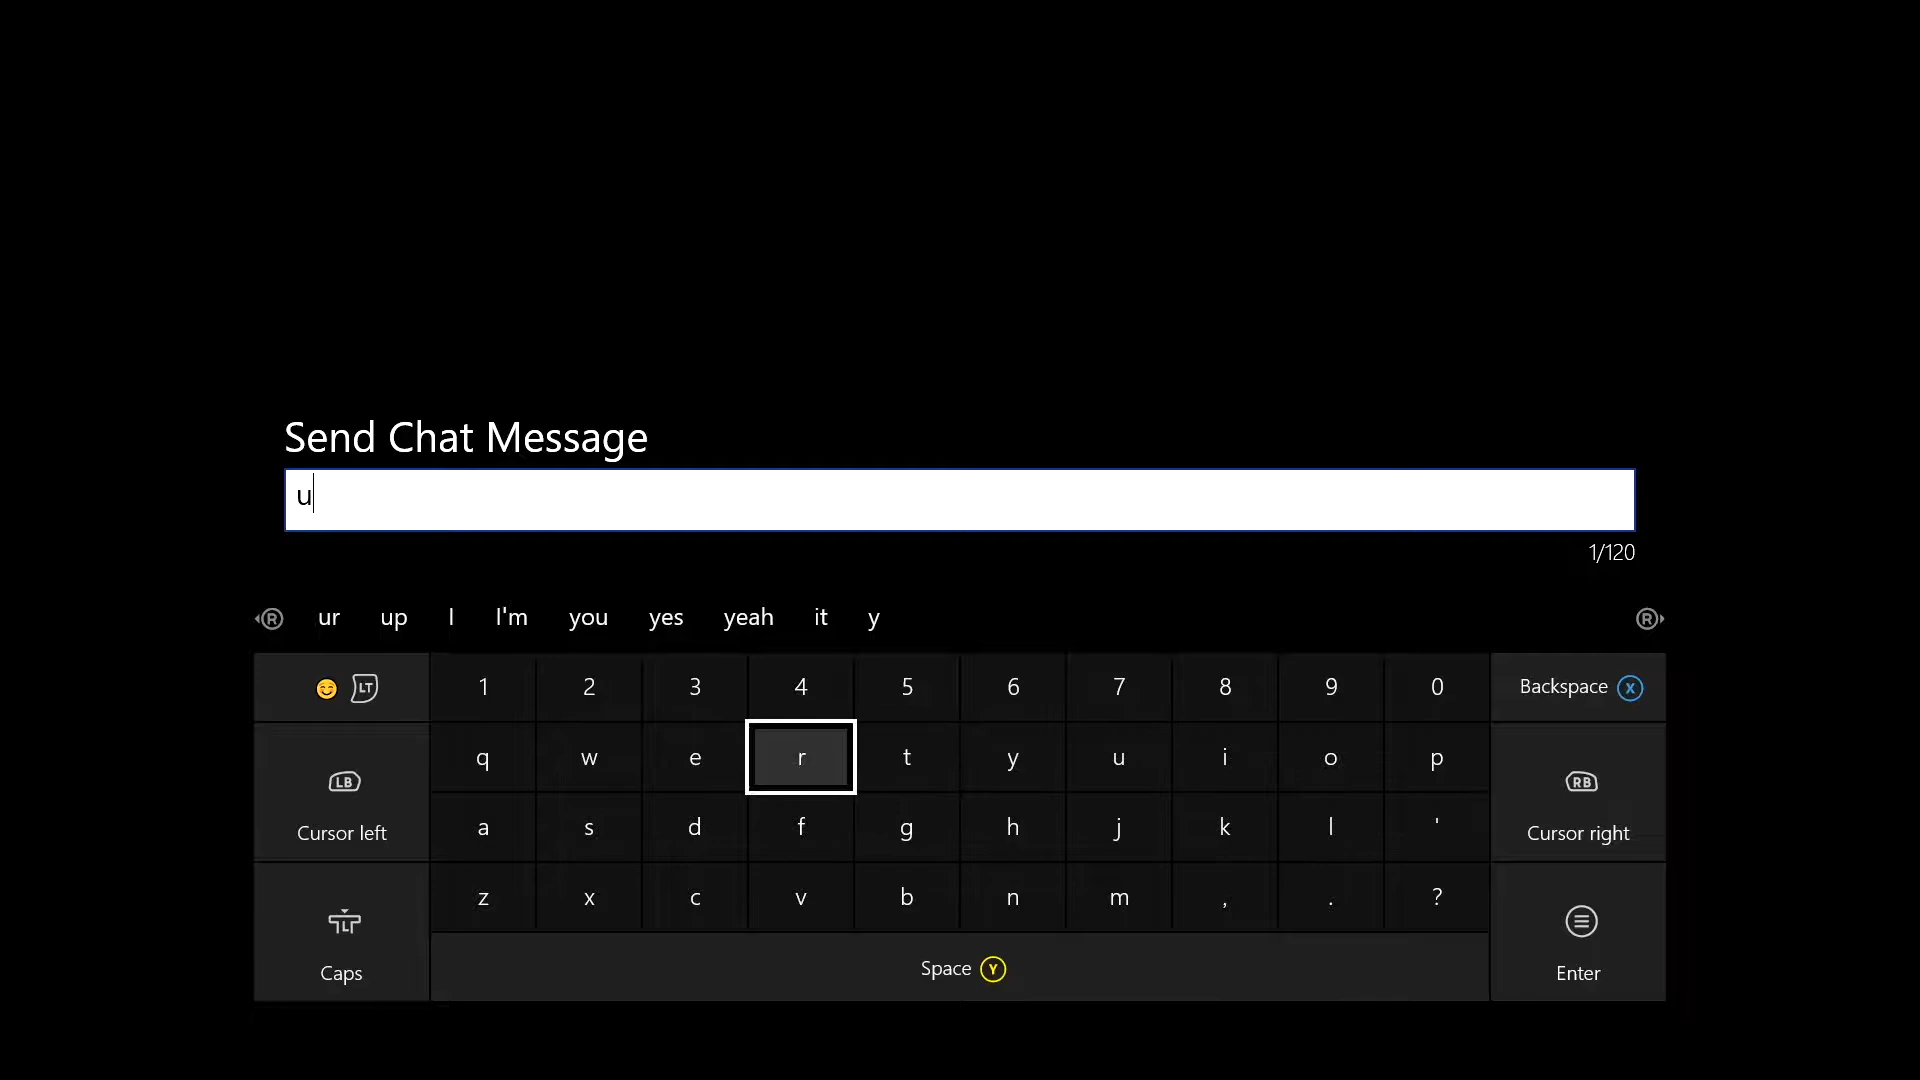 Send Chat Message
u
1/120
R ur up I I'm you yes yeah it y R
😊 LT 1 2 3 4 5 6 7 8 9 0 Backspace X
q w e r t y u i o p
LB RB
a s d f g h j k l '
Cursor left Cursor right
z x c v b n m , . ?
LT
Caps Space Y Enter